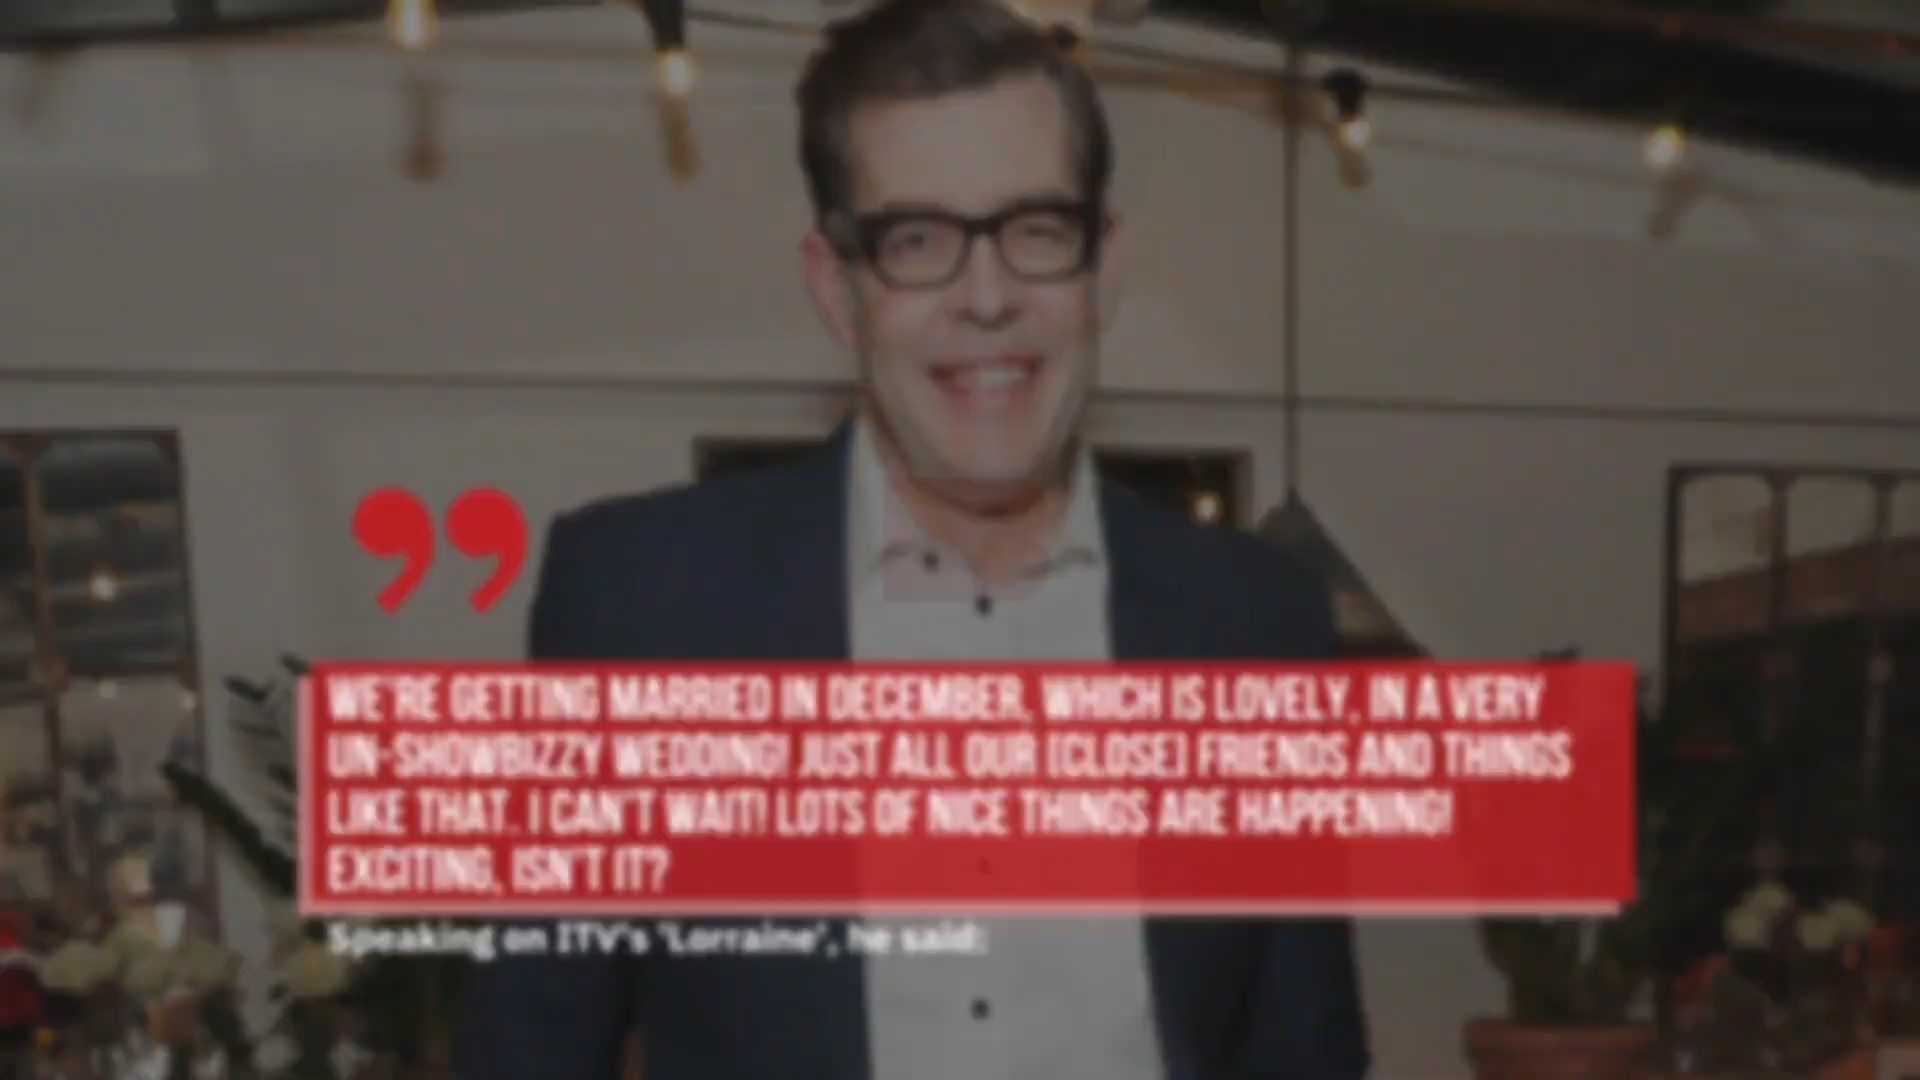 WE'RE GETTING MARRIED IN DECEMBER, WHICH IS LOVELY, IN A VERY
UN-SHOWBIZZY WEDDING! JUST ALL OUR [CLOSE] FRIENDS AND THINGS
LIKE THAT. I CAN'T WAIT! LOTS OF NICE THINGS ARE HAPPENING!
EXCITING, ISN'T IT?
Speaking on ITV's 'Lorraine', he said: